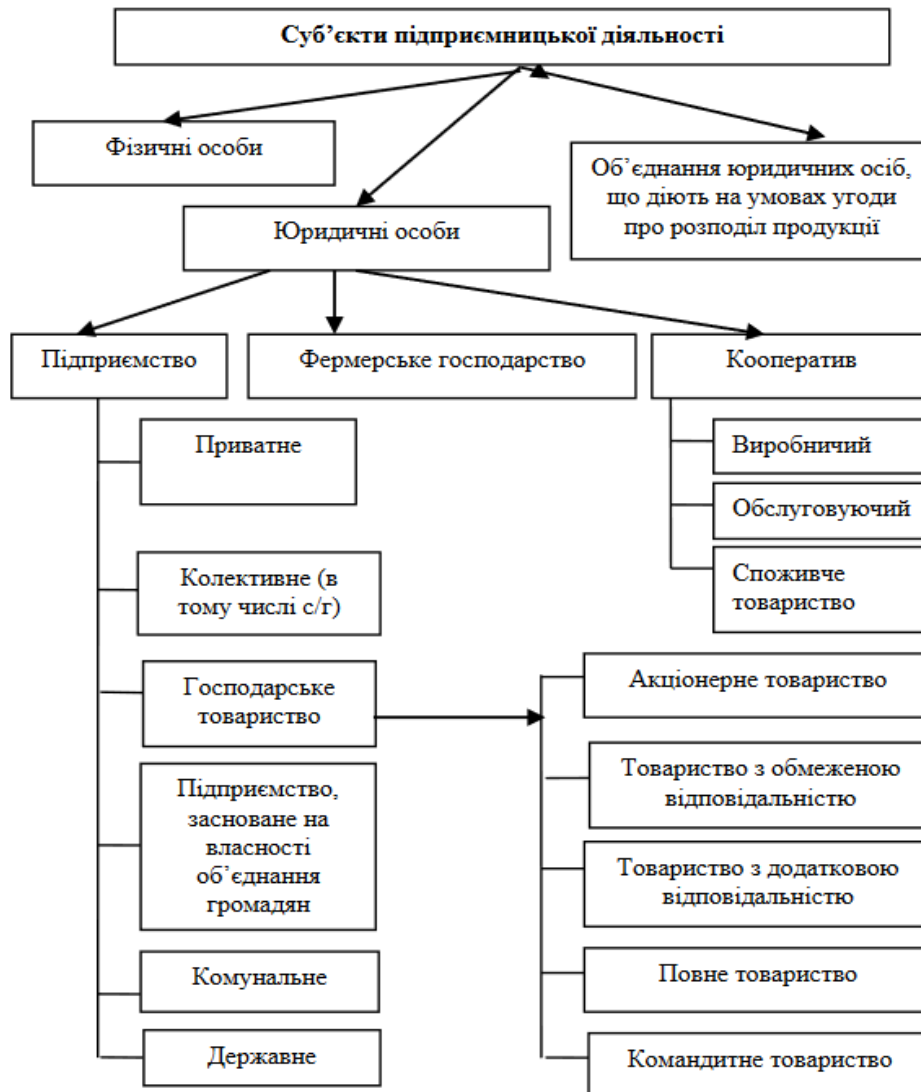 Суб’єкти підприємницької діяльності
Фізичні особи
Об’єднання юридичних осіб,
що діють на умовах угоди
про розподіл продукції
Юридичні особи
Підприємство
Фермерське господарство
Кооператив
Приватне
Колективне (в
тому числі с/г)
Господарське
товариство
Підприємство,
засноване на
власності
об’єднання
громадян
Комунальне
Державне
Виробничий
Обслуговуючий
Споживче
товариство
Акціонерне товариство
Товариство з обмеженою
відповідальністю
Товариство з додатковою
відповідальністю
Повне товариство
Командитне товариство